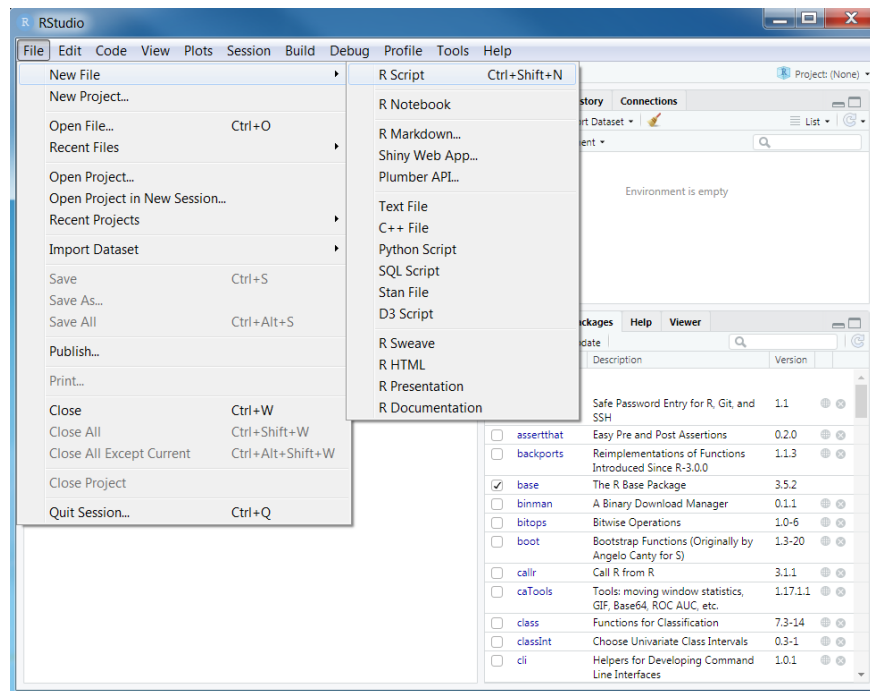 RStudio
File Edit Code View Plots Session Build Debug Profile Tools Help
New File
New Project...
Open File... Ctrl+O
Recent Files
Open Project...
Open Project in New Session...
Recent Projects
Import Dataset
Save Ctrl+S
Save As...
Save All Ctrl+Alt+S
Publish...
Print...
Close Ctrl+W
Close All Ctrl+Shift+W
Close All Except Current Ctrl+Alt+Shift+W
Close Project
Quit Session... Ctrl+Q
R Script Ctrl+Shift+N
R Notebook
R Markdown...
Shiny Web App...
Plumber API...
Text File
C++ File
Python Script
SQL Script
Stan File
D3 Script
R Sweave
R HTML
R Presentation
R Documentation
R Project: (None)
story Connections
rt Dataset List
ent
Environment is empty
ckages Help Viewer
date
Description Version
Safe Password Entry for R, Git, and 1.1
SSH
assertthat Easy Pre and Post Assertions 0.2.0
backports Reimplementations of Functions 1.1.3
Introduced Since R-3.0.0
base The R Base Package 3.5.2
binman A Binary Download Manager 0.1.1
bitops Bitwise Operations 1.0-6
boot Bootstrap Functions (Originally by 1.3-20
Angelo Canty for S)
callr Call R from R 3.1.1
caTools Tools: moving window statistics, 1.17.1.1
GIF, Base64, ROC AUC, etc.
class Functions for Classification 7.3-14
classInt Choose Univariate Class Intervals 0.3-1
cli Helpers for Developing Command 1.0.1
Line Interfaces